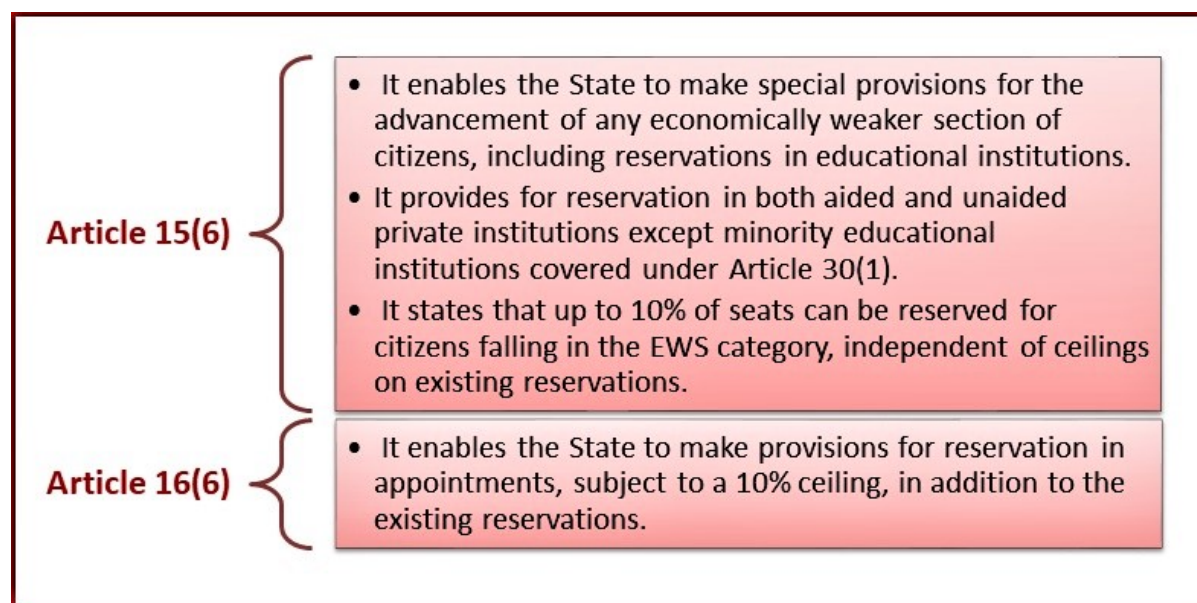 Article 15(6)
• It enables the State to make special provisions for the
advancement of any economically weaker section of
citizens, including reservations in educational institutions.
• It provides for reservation in both aided and unaided
private institutions except minority educational
institutions covered under Article 30(1).
• It states that up to 10% of seats can be reserved for
citizens falling in the EWS category, independent of ceilings
on existing reservations.
Article 16(6)
• It enables the State to make provisions for reservation in
appointments, subject to a 10% ceiling, in addition to the
existing reservations.